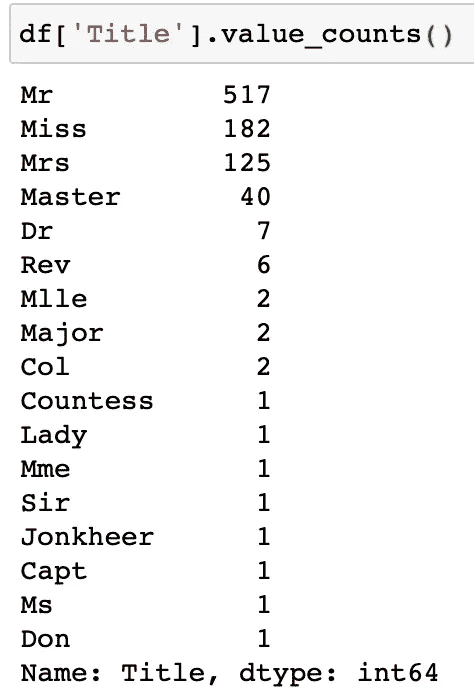 df['Title'].value_counts()
Mr 517
Miss 182
Mrs 125
Master 40
Dr 7
Rev 6
Mlle 2
Major 2
Col 2
Countess 1
Lady 1
Mme 1
Sir 1
Jonkheer 1
Capt 1
Ms 1
Don 1
Name: Title, dtype: int64